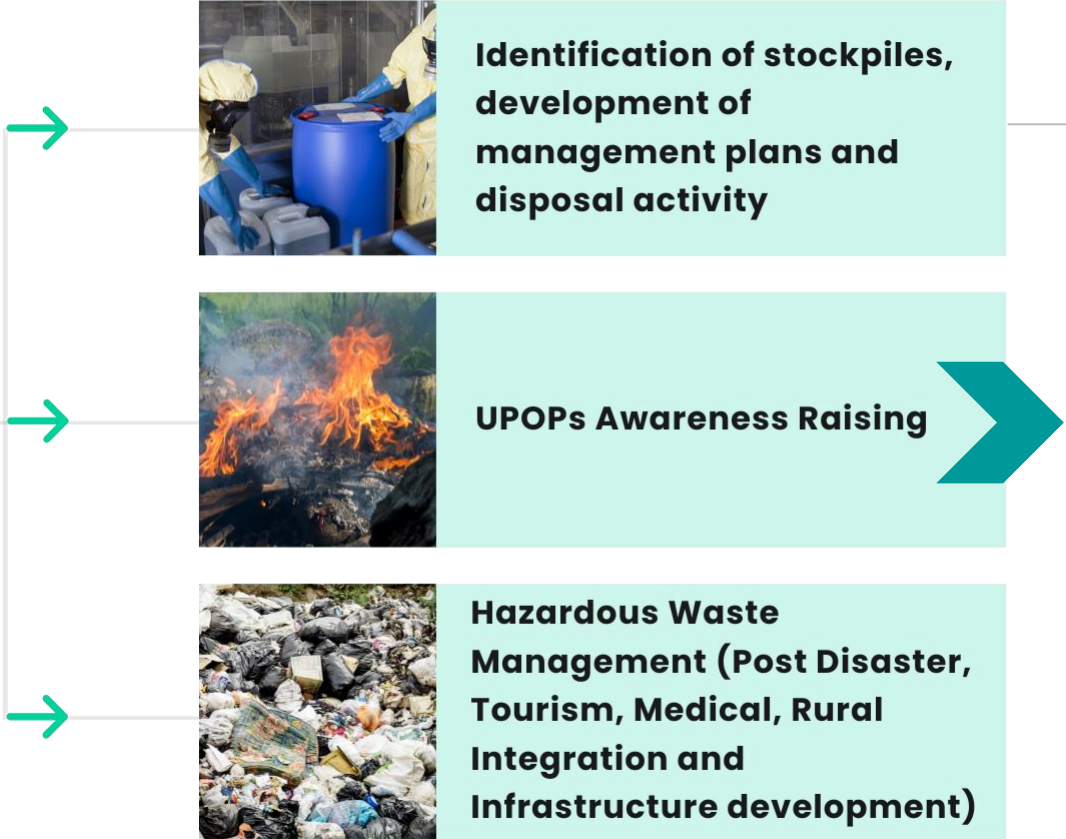 Identification of stockpiles,
development of
management plans and
disposal activity
UPOPs Awareness Raising
Hazardous Waste
Management (Post Disaster,
Tourism, Medical, Rural
Integration and
Infrastructure development)